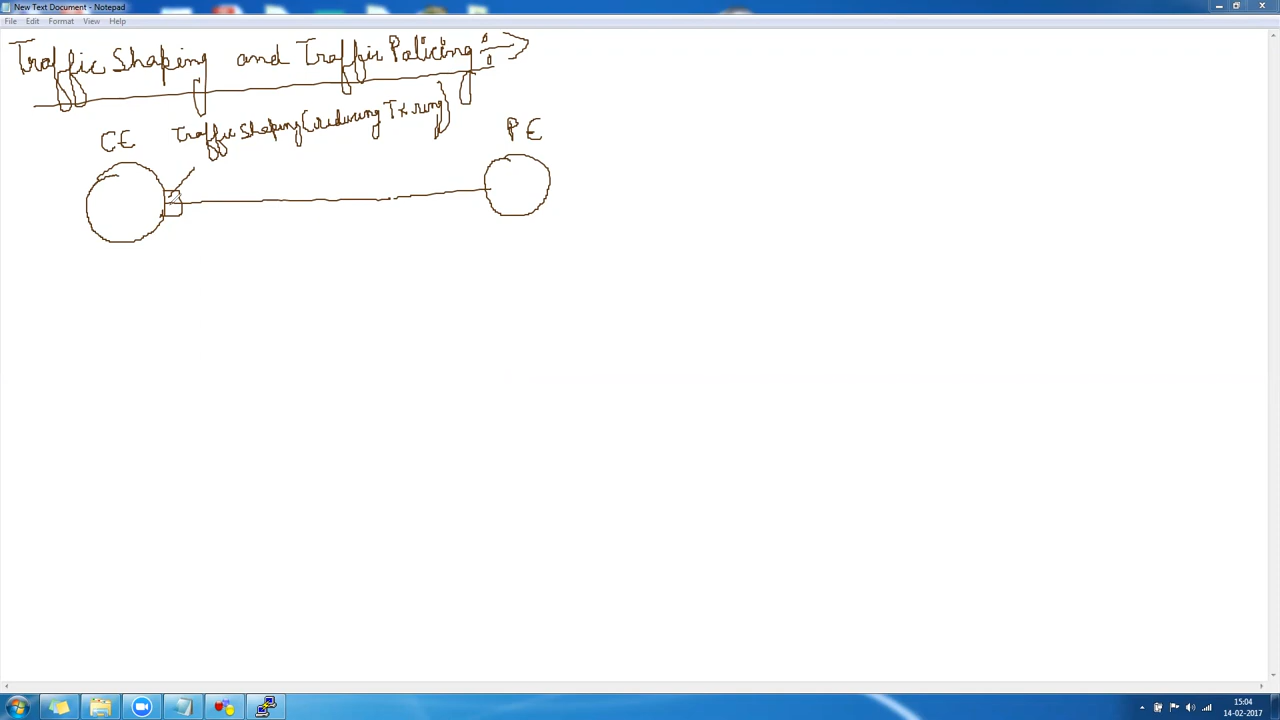 New Text Document - Notepad
File Edit Format View Help
Traffic Shaping and Traffic Policing :->
Traffic Shaping (reducing Tx ring)
CE
PE
15:04
14-02-2017